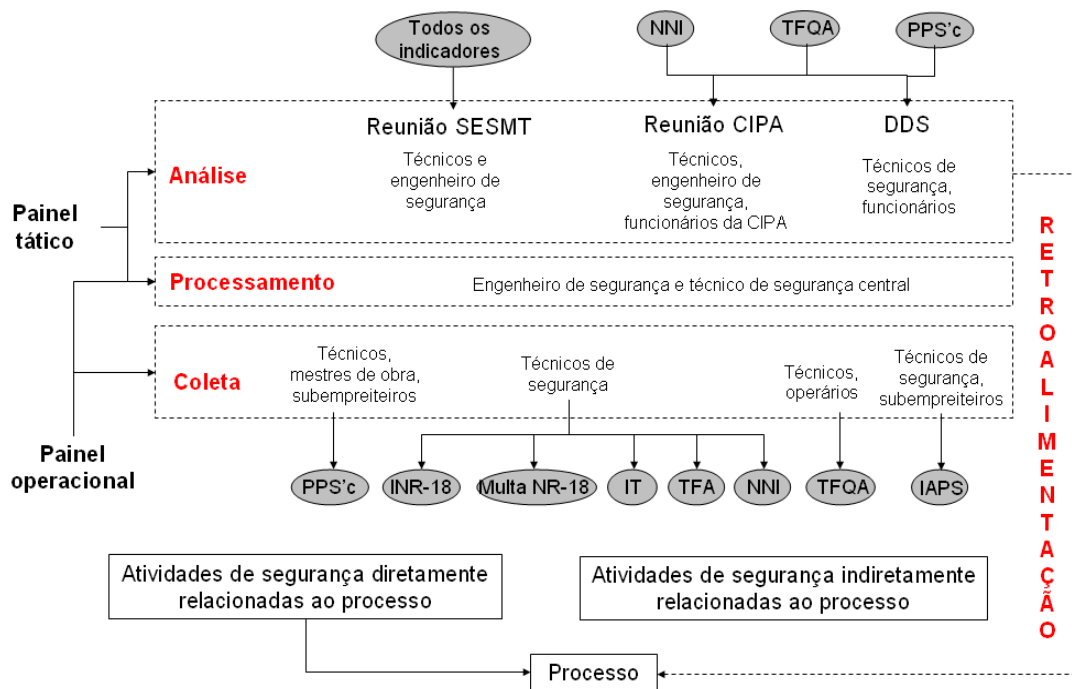 Todos os
indicadores
NNI
TFQA
PPS'c
Reunião SESMT
Reunião CIPA
DDS
Análise
Técnicos e
engenheiro de
segurança
Técnicos,
engenheiro de
segurança,
funcionários da CIPA
Técnicos de
segurança,
funcionários
Painel
tático
Processamento
Engenheiro de segurança e técnico de segurança central
Coleta
Técnicos,
mestres de obra,
subempreiteiros
Técnicos de
segurança
Técnicos,
operários
Técnicos de
segurança,
subempreiteiros
Painel
operacional
PPS'c
INR-18
Multa NR-18
IT
TFA
NNI
TFQA
IAPS
RETROALIMENTAÇÃO
Atividades de segurança diretamente
relacionadas ao processo
Atividades de segurança indiretamente
relacionadas ao processo
Processo